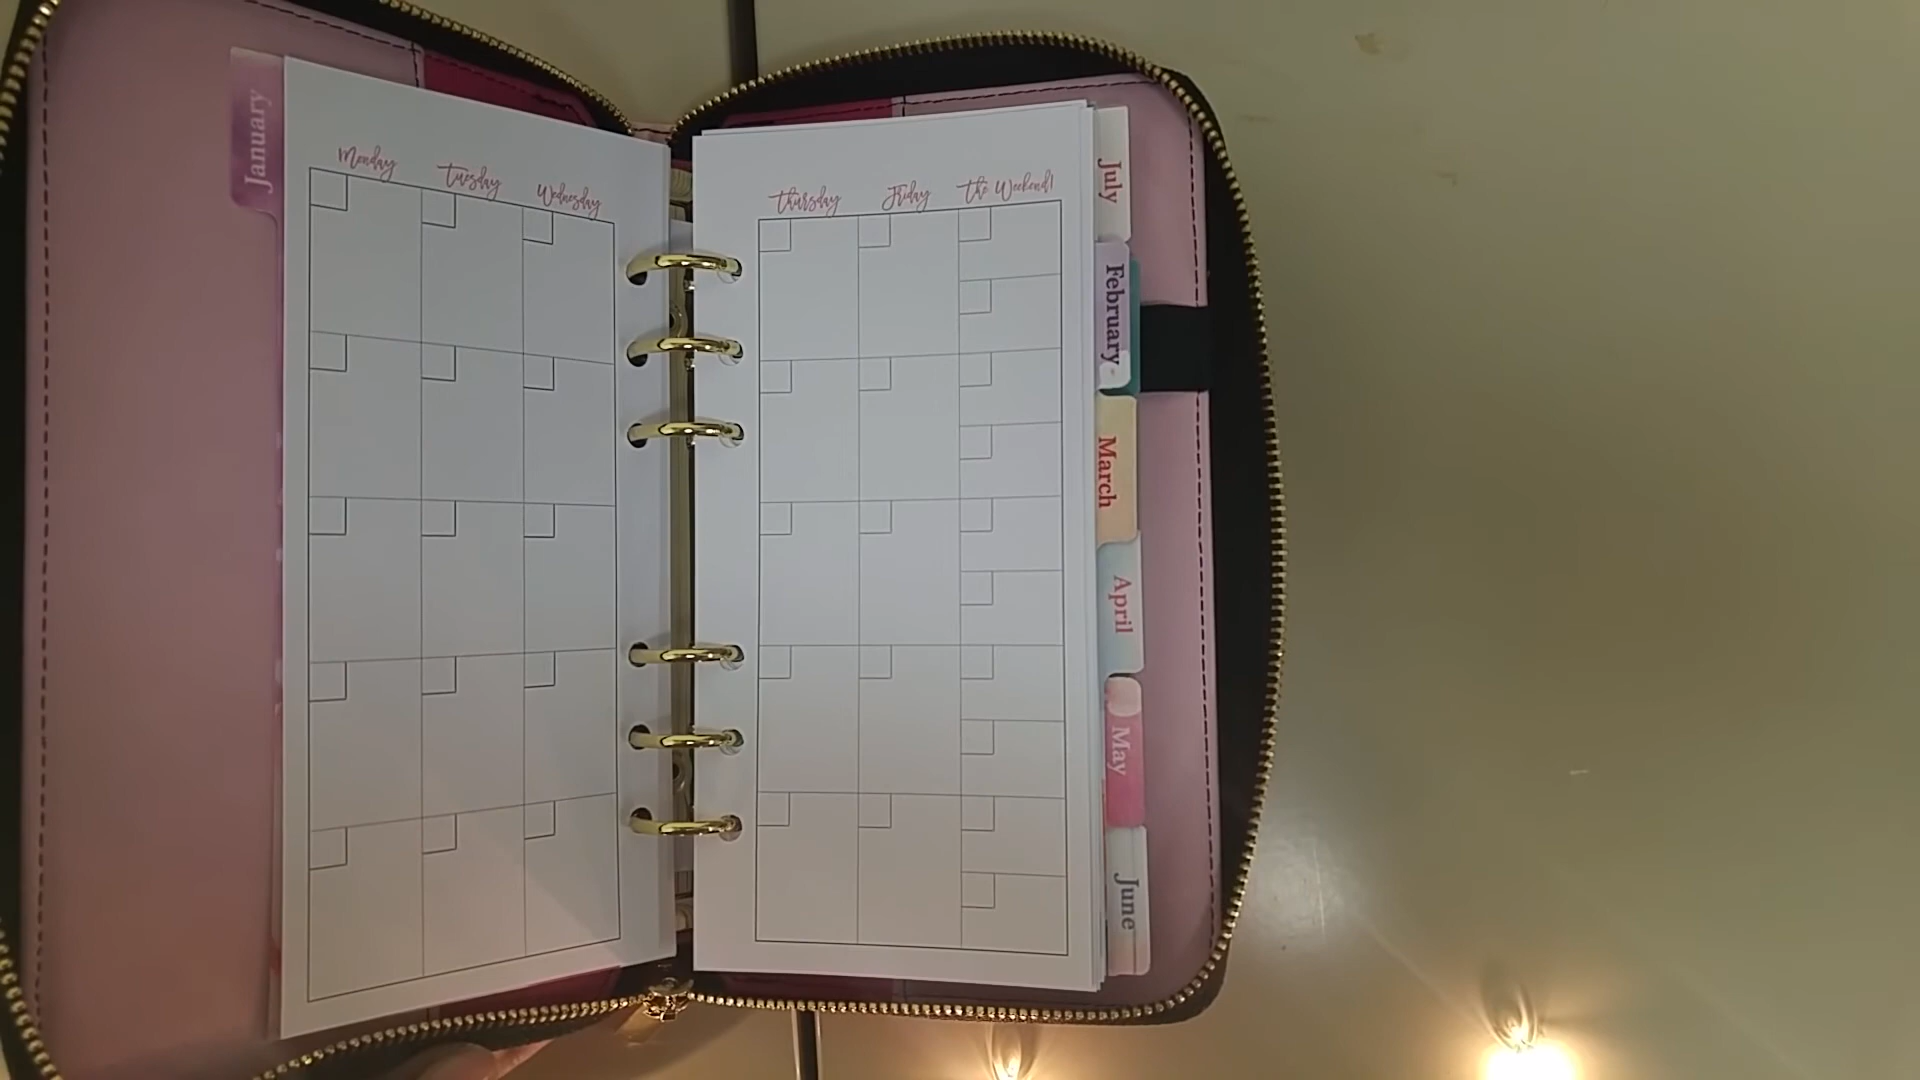 January
Monday Tuesday Wednesday
Thursday Friday The Weekend!
July
February
March
April
May
June